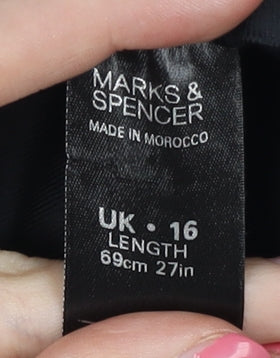 MARKS &
SPENCER
MADE IN MOROCCO
UK • 16
LENGTH
69cm 27in